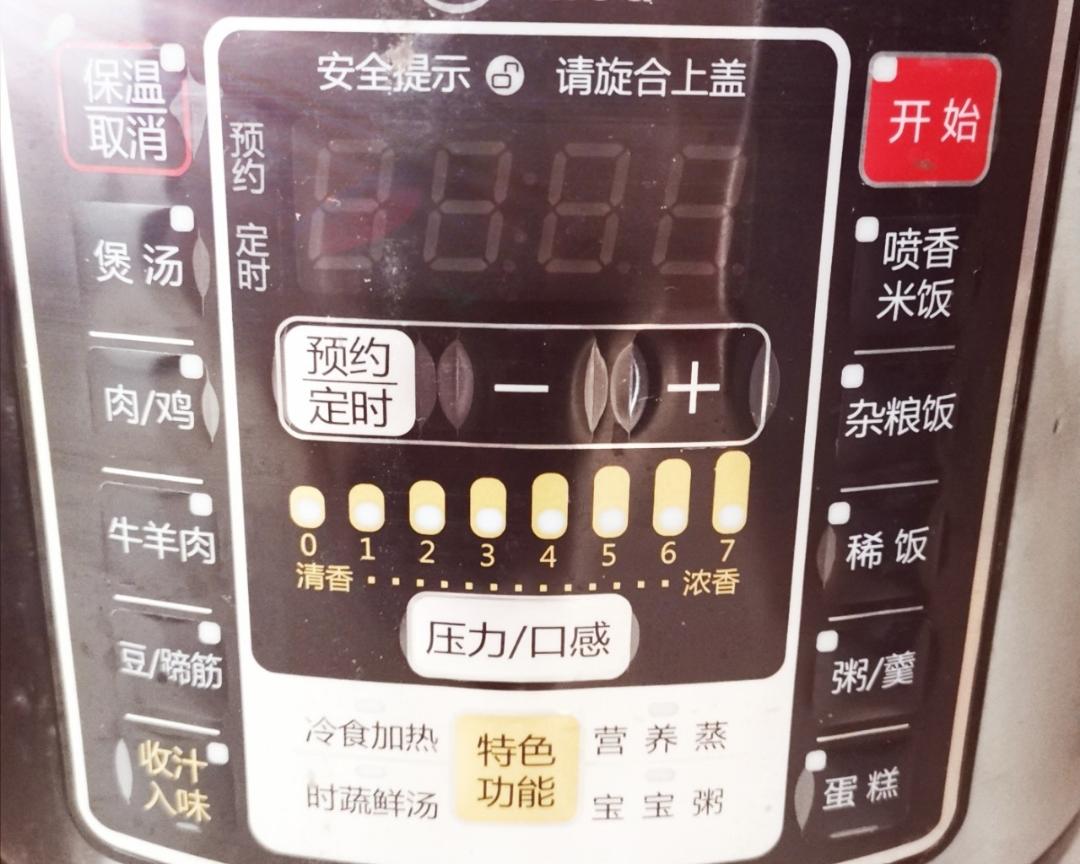 安全提示 请旋合上盖
保温
取消
煲汤
肉/鸡
牛羊肉
豆/蹄筋
收汁
入味
预约
定时
预约
定时
− +
0 1 2 3 4 5 6 7
清香 浓香
压力/口感
冷食加热
时蔬鲜汤
特色
功能
营养蒸
宝宝粥
开始
喷香
米饭
杂粮饭
稀饭
粥/羹
蛋糕